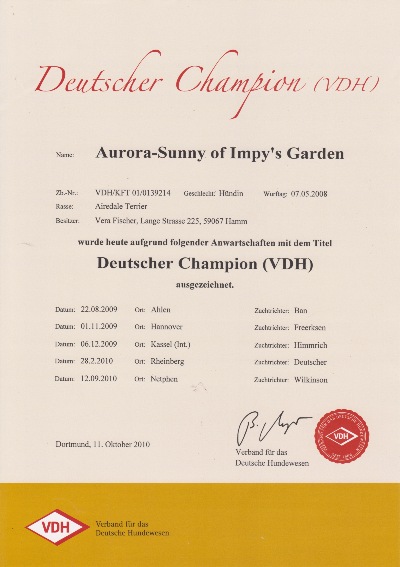 Deutscher Champion (VDH)
Name: Aurora-Sunny of Impy's Garden
Zb.-Nr.: VDH/KFT 01/0139214 Geschlecht: Hündin Wurftag: 07.05.2008
Rasse: Airedale Terrier
Besitzer: Vera Fischer, Lange Strasse 225, 59067 Hamm
wurde heute aufgrund folgender Anwartschaften mit dem Titel
Deutscher Champion (VDH)
ausgezeichnet.
Datum: 22.08.2009 Ort: Ahlen Zuchtrichter: Ban
Datum: 01.11.2009 Ort: Hannover Zuchtrichter: Freerksen
Datum: 06.12.2009 Ort: Kassel (Int.) Zuchtrichter: Himmrich
Datum: 28.2.2010 Ort: Rheinberg Zuchtrichter: Deutscher
Datum: 12.09.2010 Ort: Netphen Zuchtrichter: Wilkinson
Dortmund, 11. Oktober 2010
Verband für das
Deutsche Hundewesen
VDH
VDH
Verband für das
Deutsche Hundewesen